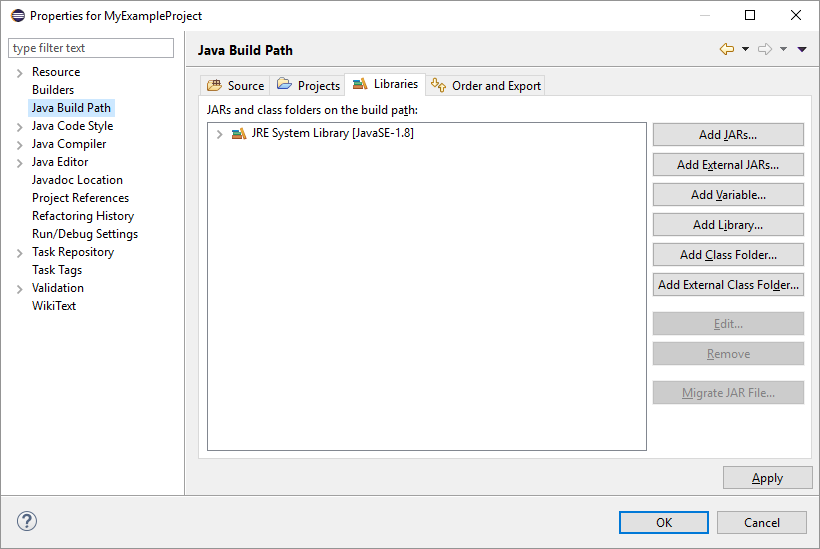 Properties for MyExampleProject
type filter text
Resource
Builders
Java Build Path
Java Code Style
Java Compiler
Java Editor
Javadoc Location
Project References
Refactoring History
Run/Debug Settings
Task Repository
Task Tags
Validation
WikiText
Java Build Path
Source Projects Libraries Order and Export
JARs and class folders on the build path:
JRE System Library [JavaSE-1.8]
Add JARs...
Add External JARs...
Add Variable...
Add Library...
Add Class Folder...
Add External Class Folder...
Edit...
Remove
Migrate JAR File...
Apply
?
OK Cancel